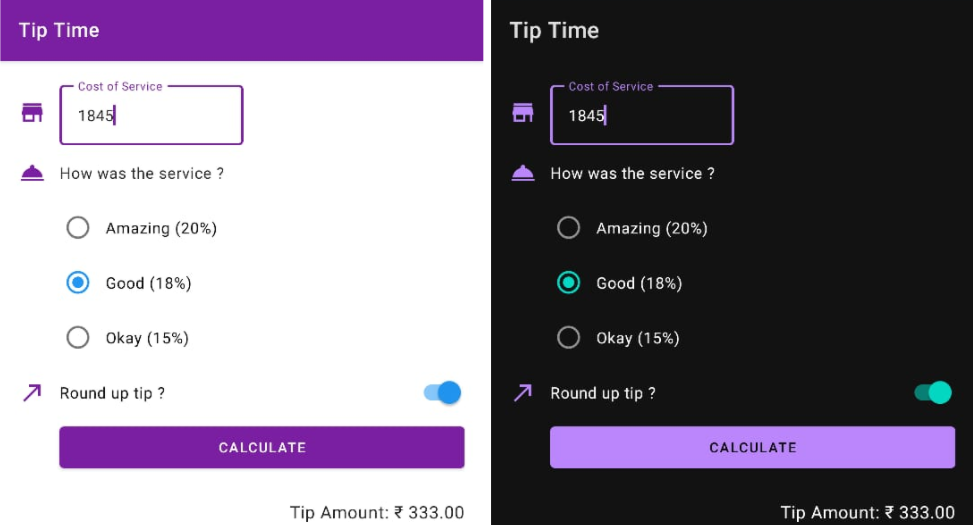 Tip Time
Cost of Service
1845
How was the service ?
Amazing (20%)
Good (18%)
Okay (15%)
Round up tip ?
CALCULATE
Tip Amount: ₹ 333.00
Tip Time
Cost of Service
1845
How was the service ?
Amazing (20%)
Good (18%)
Okay (15%)
Round up tip ?
CALCULATE
Tip Amount: ₹ 333.00